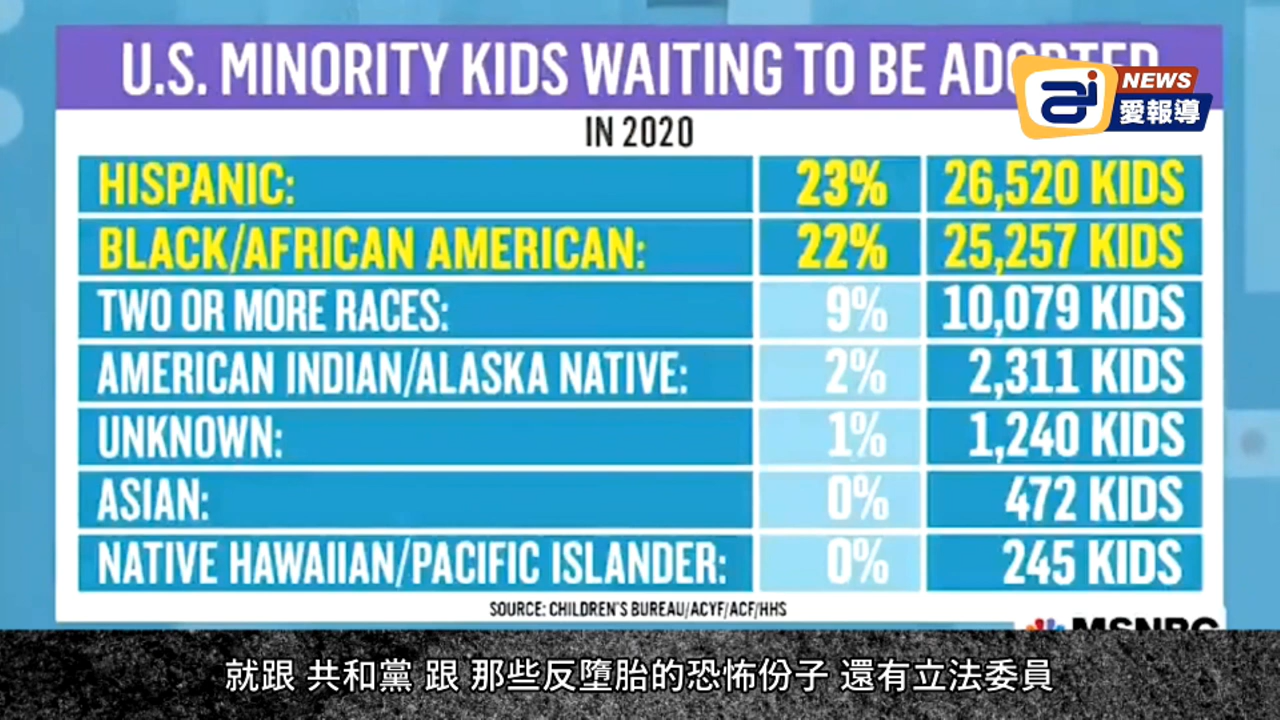 U.S. MINORITY KIDS WAITING TO BE ADOPTED
NEWS
愛報導
IN 2020
HISPANIC: 23% 26,520 KIDS
BLACK/AFRICAN AMERICAN: 22% 25,257 KIDS
TWO OR MORE RACES: 9% 10,079 KIDS
AMERICAN INDIAN/ALASKA NATIVE: 2% 2,311 KIDS
UNKNOWN: 1% 1,240 KIDS
ASIAN: 0% 472 KIDS
NATIVE HAWAIIAN/PACIFIC ISLANDER: 0% 245 KIDS
SOURCE: CHILDREN'S BUREAU/ACYF/ACF/HHS
MSNBC
就跟 共和黨 跟 那些反墮胎的恐怖份子 還有立法委員